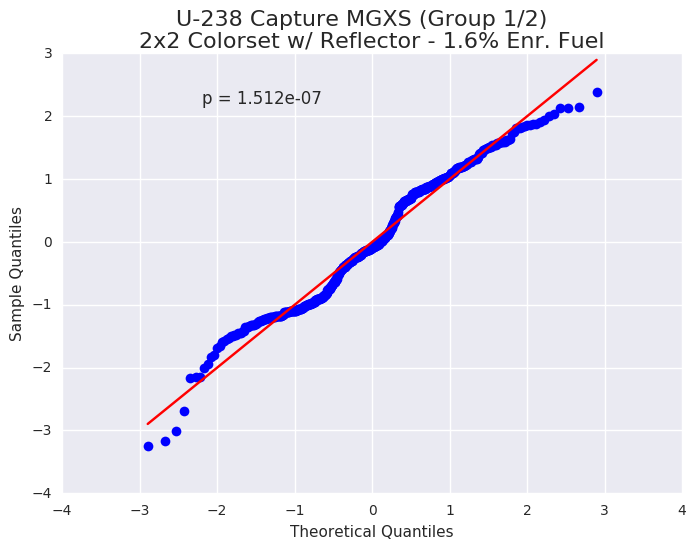 U-238 Capture MGXS (Group 1/2)
2x2 Colorset w/ Reflector - 1.6% Enr. Fuel
3
p = 1.512e-07
2
1
0
−1
−2
−3
−4
Sample Quantiles
−4 −3 −2 −1 0 1 2 3 4
Theoretical Quantiles